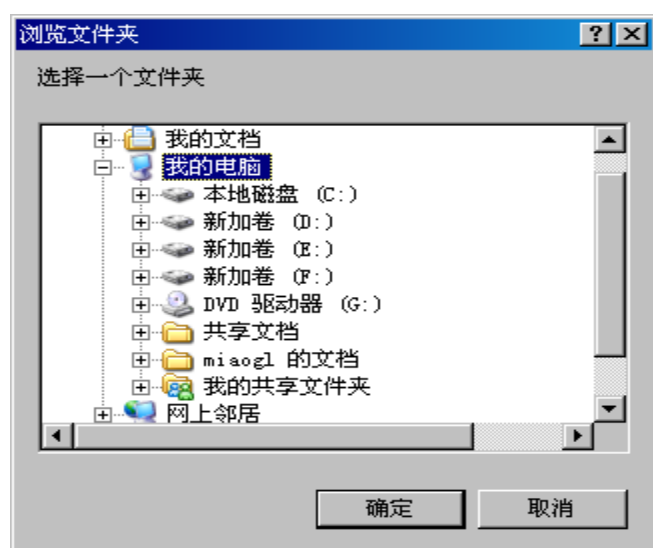 浏览文件夹
选择一个文件夹
我的文档
我的电脑
本地磁盘 (C:)
新加卷 (D:)
新加卷 (E:)
新加卷 (F:)
DVD 驱动器 (G:)
共享文档
miaogl 的文档
我的共享文件夹
网上邻居
确定
取消